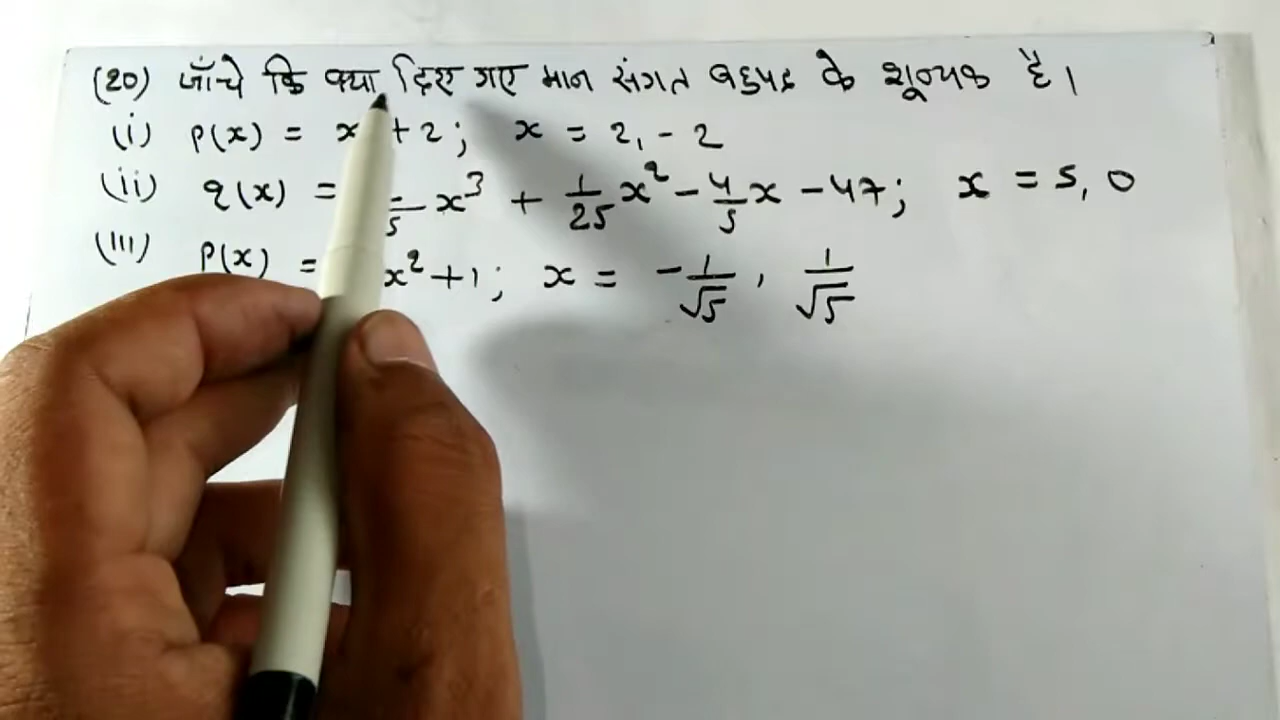 (20) जाँचे कि क्या दिए गए मान संगत बहुपद के शून्यक है।
(i) p(x) = x +2; x = 2, -2
(ii) q(x) = /5 x³ + 1/25 x² - 4/5 x - 47; x = 5, 0
(III) p(x) = x² +1; x = -1/√5, 1/√5